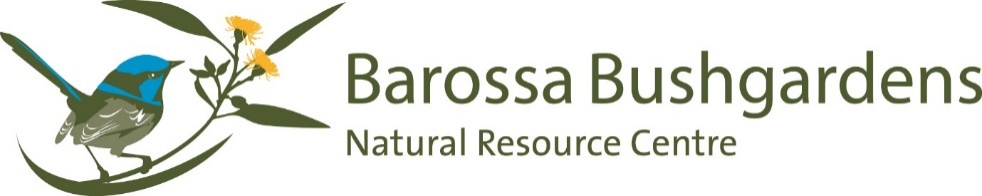 Barossa Bushgardens
Natural Resource Centre